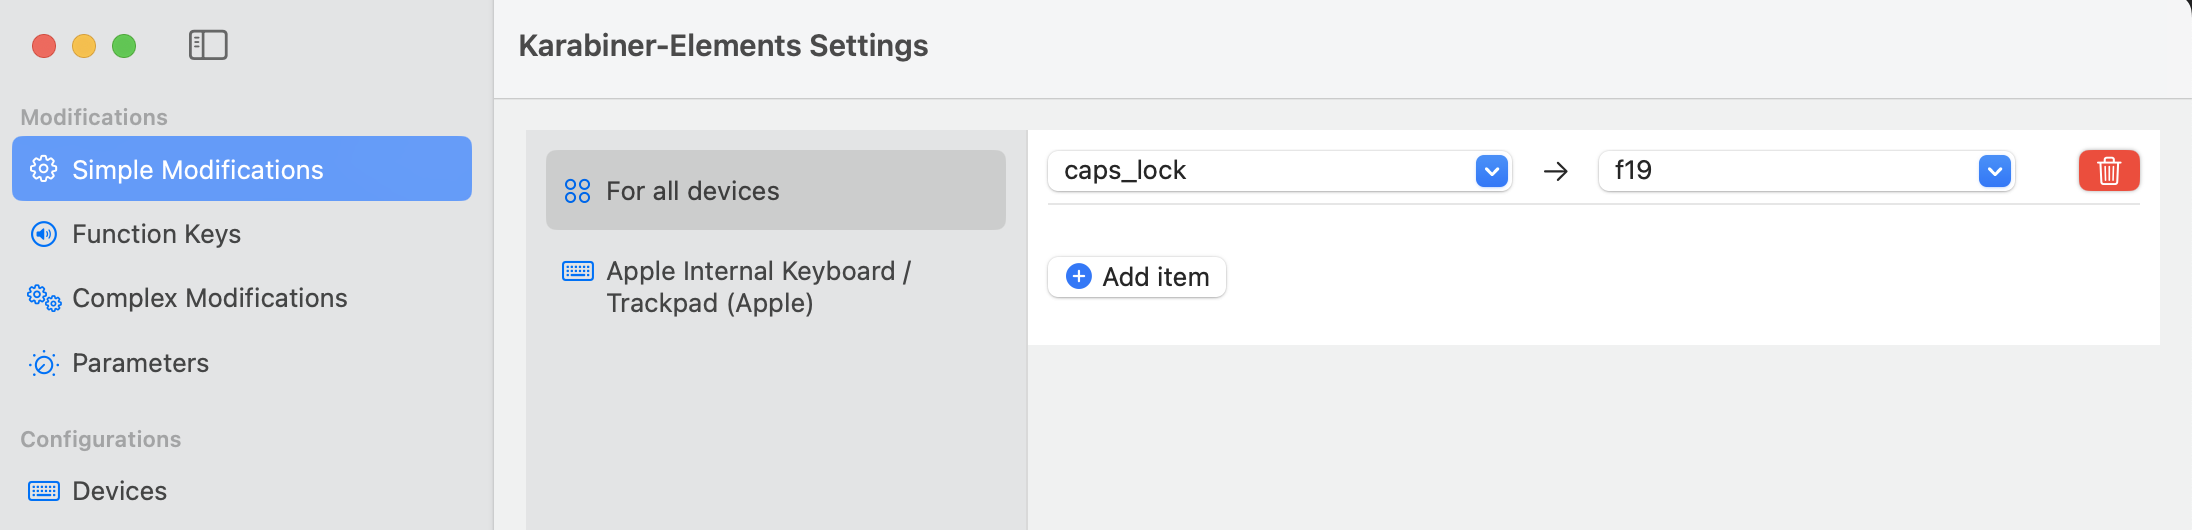 Karabiner-Elements Settings
Modifications
Simple Modifications
Function Keys
Complex Modifications
Parameters
Configurations
Devices
For all devices
Apple Internal Keyboard /
Trackpad (Apple)
caps_lock → f19
Add item